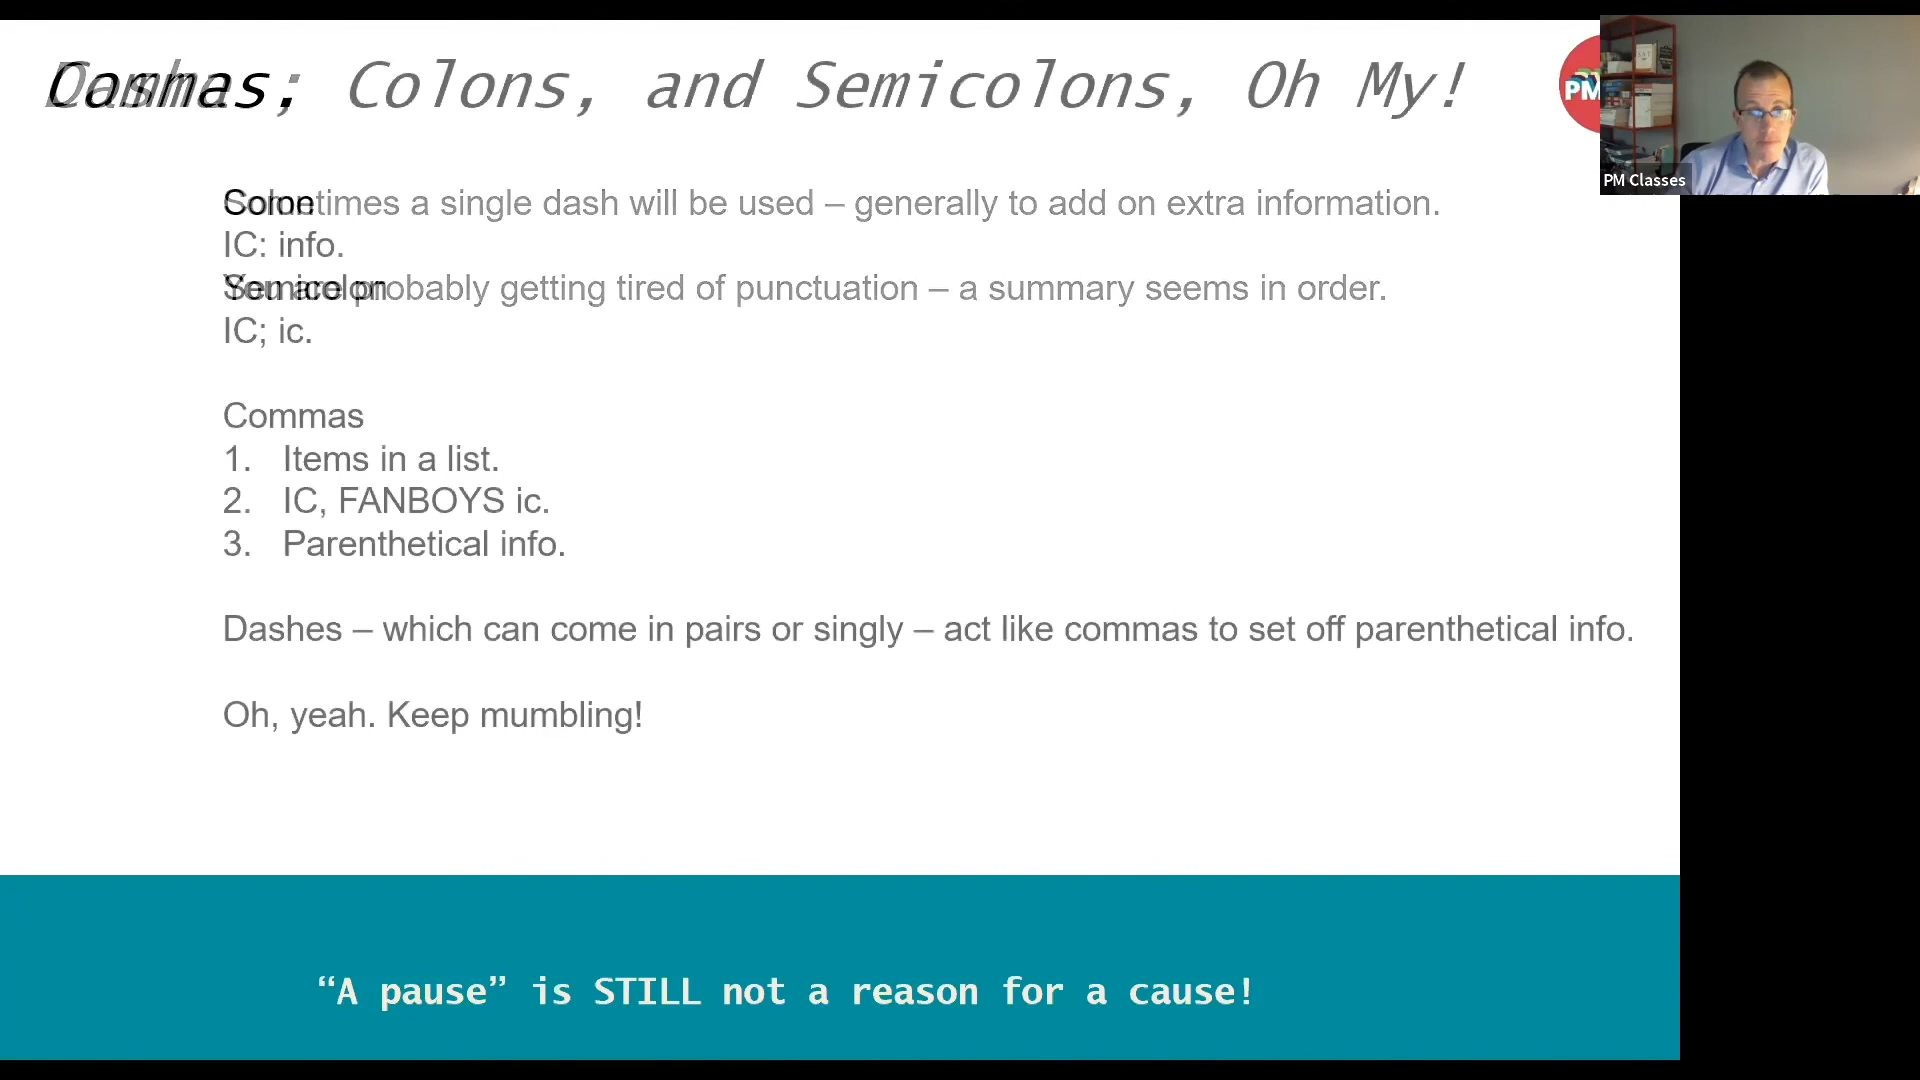 Commas, Colons, and Semicolons, Oh My!
PM
PM Classes
Sometimes a single dash will be used – generally to add on extra information.
IC: info.
You are probably getting tired of punctuation – a summary seems in order.
Semicolon
IC; ic.
Commas
1. Items in a list.
2. IC, FANBOYS ic.
3. Parenthetical info.
Dashes – which can come in pairs or singly – act like commas to set off parenthetical info.
Oh, yeah. Keep mumbling!
“A pause” is STILL not a reason for a cause!